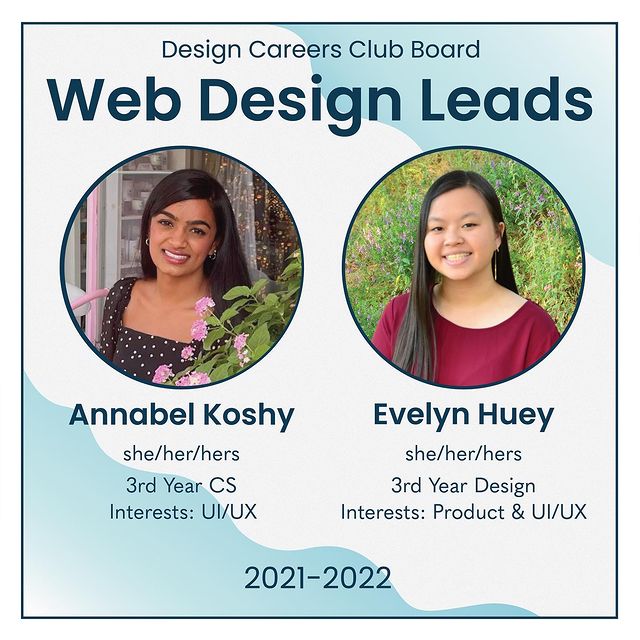 Design Careers Club Board
Web Design Leads
Annabel Koshy
she/her/hers
3rd Year CS
Interests: UI/UX
Evelyn Huey
she/her/hers
3rd Year Design
Interests: Product & UI/UX
2021-2022